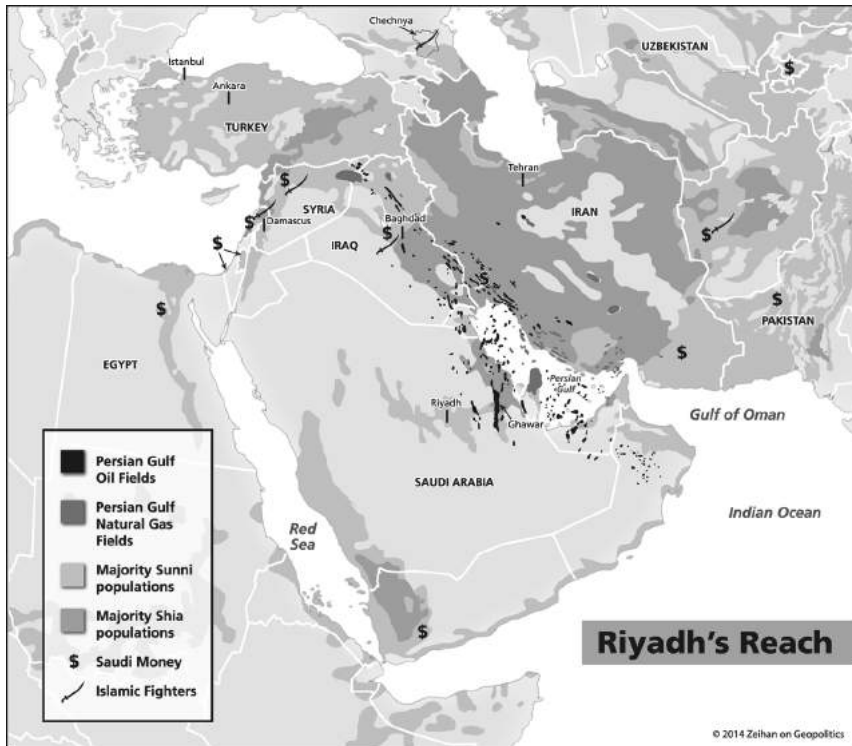 Chechnya
UZBEKISTAN
$
Istanbul
Ankara
TURKEY
Tehran
$
SYRIA
IRAN
$
Damascus
Baghdad
$
$
$
IRAQ
$
$
$
PAKISTAN
EGYPT
$
Persian
Gulf
Riyadh
Gulf of Oman
Ghawar
SAUDI ARABIA
Indian Ocean
Red
Sea
$
Persian Gulf
Oil Fields
Persian Gulf
Natural Gas
Fields
Majority Sunni
populations
Majority Shia
populations
$ Saudi Money
Islamic Fighters
Riyadh's Reach
© 2014 Zeihan on Geopolitics